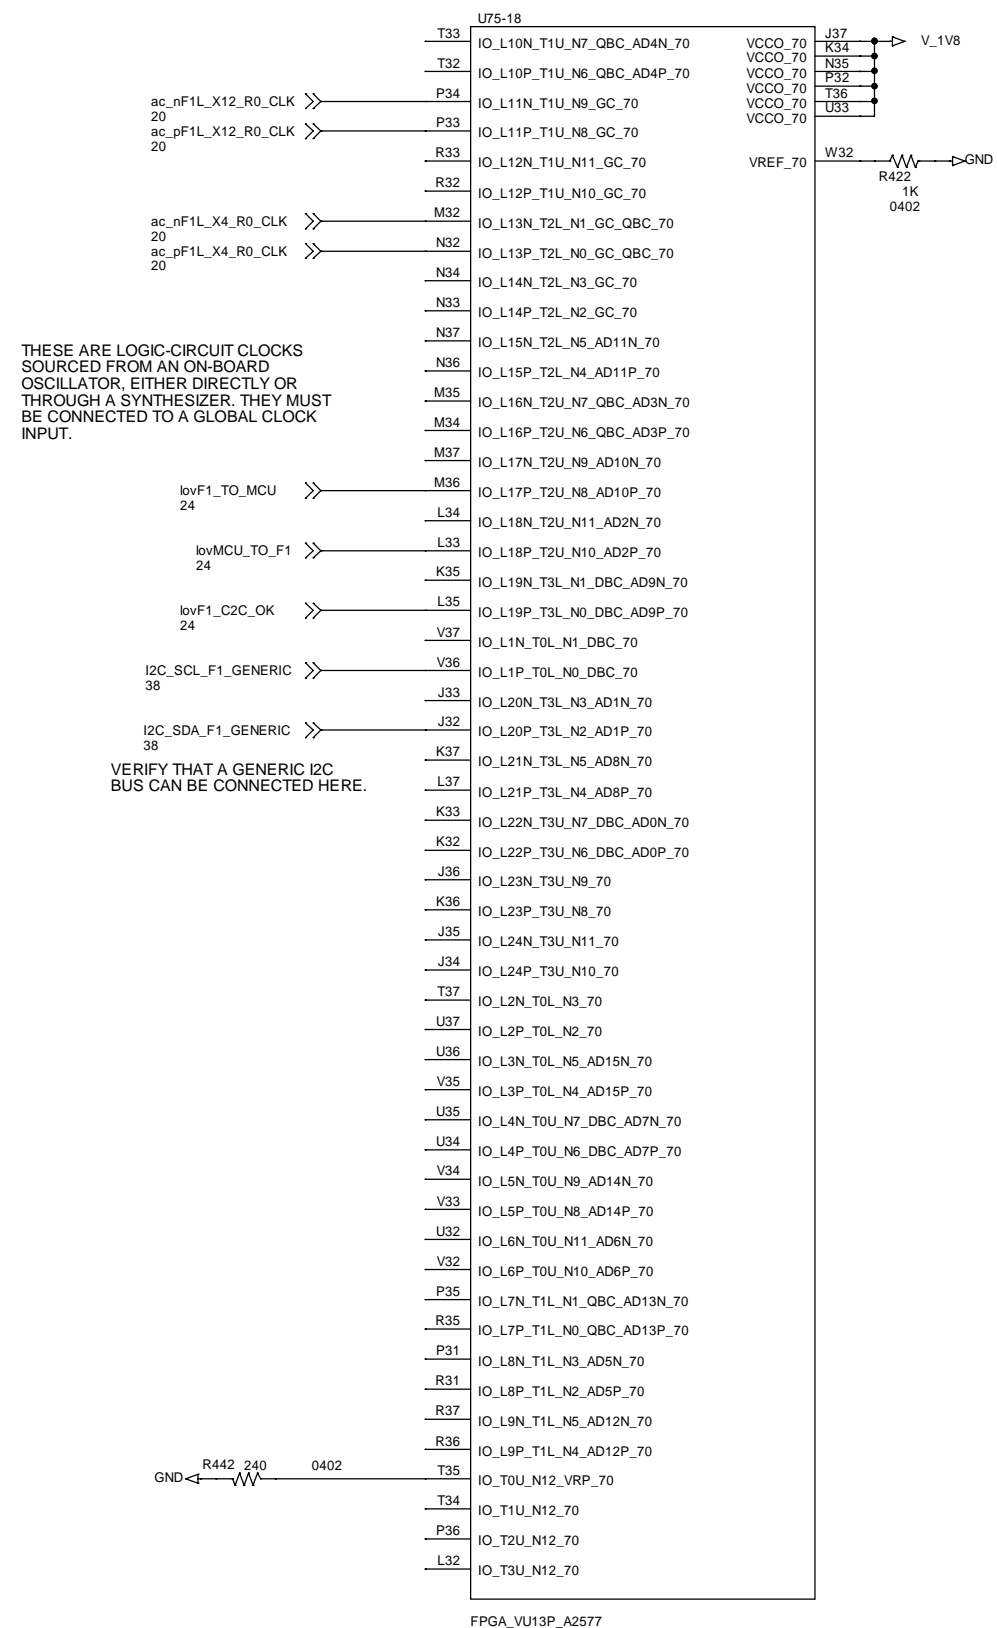 U75-18
T33 IO_L10N_T1U_N7_QBC_AD4N_70
T32 IO_L10P_T1U_N6_QBC_AD4P_70
ac_nF1L_X12_R0_CLK P34 IO_L11N_T1U_N9_GC_70
20
ac_pF1L_X12_R0_CLK P33 IO_L11P_T1U_N8_GC_70
20
R33 IO_L12N_T1U_N11_GC_70
R32 IO_L12P_T1U_N10_GC_70
ac_nF1L_X4_R0_CLK M32 IO_L13N_T2L_N1_GC_QBC_70
20
ac_pF1L_X4_R0_CLK N32 IO_L13P_T2L_N0_GC_QBC_70
20
N34 IO_L14N_T2L_N3_GC_70
N33 IO_L14P_T2L_N2_GC_70
N37 IO_L15N_T2L_N5_AD11N_70
N36 IO_L15P_T2L_N4_AD11P_70
M35 IO_L16N_T2U_N7_QBC_AD3N_70
M34 IO_L16P_T2U_N6_QBC_AD3P_70
M37 IO_L17N_T2U_N9_AD10N_70
THESE ARE LOGIC-CIRCUIT CLOCKS
SOURCED FROM AN ON-BOARD
OSCILLATOR, EITHER DIRECTLY OR
THROUGH A SYNTHESIZER. THEY MUST
BE CONNECTED TO A GLOBAL CLOCK
INPUT.
lovF1_TO_MCU M36 IO_L17P_T2U_N8_AD10P_70
24
L34 IO_L18N_T2U_N11_AD2N_70
lovMCU_TO_F1 L33 IO_L18P_T2U_N10_AD2P_70
24
K35 IO_L19N_T3L_N1_DBC_AD9N_70
lovF1_C2C_OK L35 IO_L19P_T3L_N0_DBC_AD9P_70
24
V37 IO_L1N_T0L_N1_DBC_70
I2C_SCL_F1_GENERIC V36 IO_L1P_T0L_N0_DBC_70
38
J33 IO_L20N_T3L_N3_AD1N_70
I2C_SDA_F1_GENERIC J32 IO_L20P_T3L_N2_AD1P_70
38
VERIFY THAT A GENERIC I2C
BUS CAN BE CONNECTED HERE.
K37 IO_L21N_T3L_N5_AD8N_70
L37 IO_L21P_T3L_N4_AD8P_70
K33 IO_L22N_T3U_N7_DBC_AD0N_70
K32 IO_L22P_T3U_N6_DBC_AD0P_70
J36 IO_L23N_T3U_N9_70
K36 IO_L23P_T3U_N8_70
J35 IO_L24N_T3U_N11_70
J34 IO_L24P_T3U_N10_70
T37 IO_L2N_T0L_N3_70
U37 IO_L2P_T0L_N2_70
U36 IO_L3N_T0L_N5_AD15N_70
V35 IO_L3P_T0L_N4_AD15P_70
U35 IO_L4N_T0U_N7_DBC_AD7N_70
U34 IO_L4P_T0U_N6_DBC_AD7P_70
V34 IO_L5N_T0U_N9_AD14N_70
V33 IO_L5P_T0U_N8_AD14P_70
U32 IO_L6N_T0U_N11_AD6N_70
V32 IO_L6P_T0U_N10_AD6P_70
P35 IO_L7N_T1L_N1_QBC_AD13N_70
R35 IO_L7P_T1L_N0_QBC_AD13P_70
P31 IO_L8N_T1L_N3_AD5N_70
R31 IO_L8P_T1L_N2_AD5P_70
R37 IO_L9N_T1L_N5_AD12N_70
R36 IO_L9P_T1L_N4_AD12P_70
GND R442 240 0402 T35 IO_T0U_N12_VRP_70
T34 IO_T1U_N12_70
P36 IO_T2U_N12_70
L32 IO_T3U_N12_70
VCCO_70 J37 V_1V8
VCCO_70 K34
VCCO_70 N35
VCCO_70 P32
VCCO_70 T36
VCCO_70 U33
VREF_70 W32 GND
R422
1K
0402
FPGA_VU13P_A2577